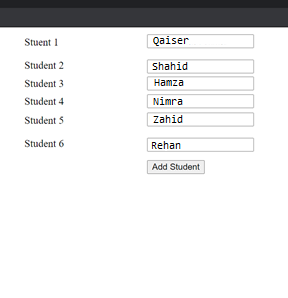 Stuent 1 Qaiser
Student 2 Shahid
Student 3 Hamza
Student 4 Nimra
Student 5 Zahid
Student 6 Rehan
Add Student